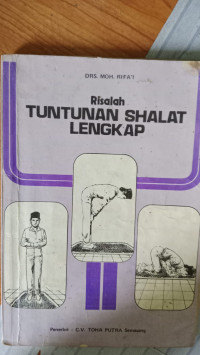 DRS. MOH. RIFA'I
Risalah
TUNTUNAN SHALAT
LENGKAP
Penerbit : C.V. TOHA PUTRA Semarang